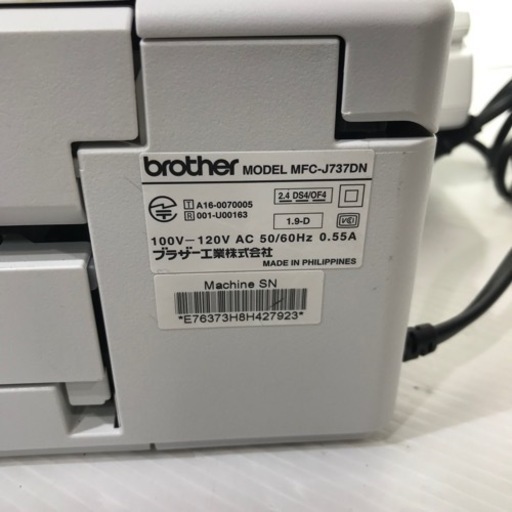 brother MODEL MFC-J737DN
T A16-0070005
R 001-U00163
2.4 DS4/OF4
1.9-D
VCI
100V－120V AC 50/60Hz 0.55A
ブラザー工業株式会社
MADE IN PHILIPPINES
Machine SN
*E76373H8H427923*